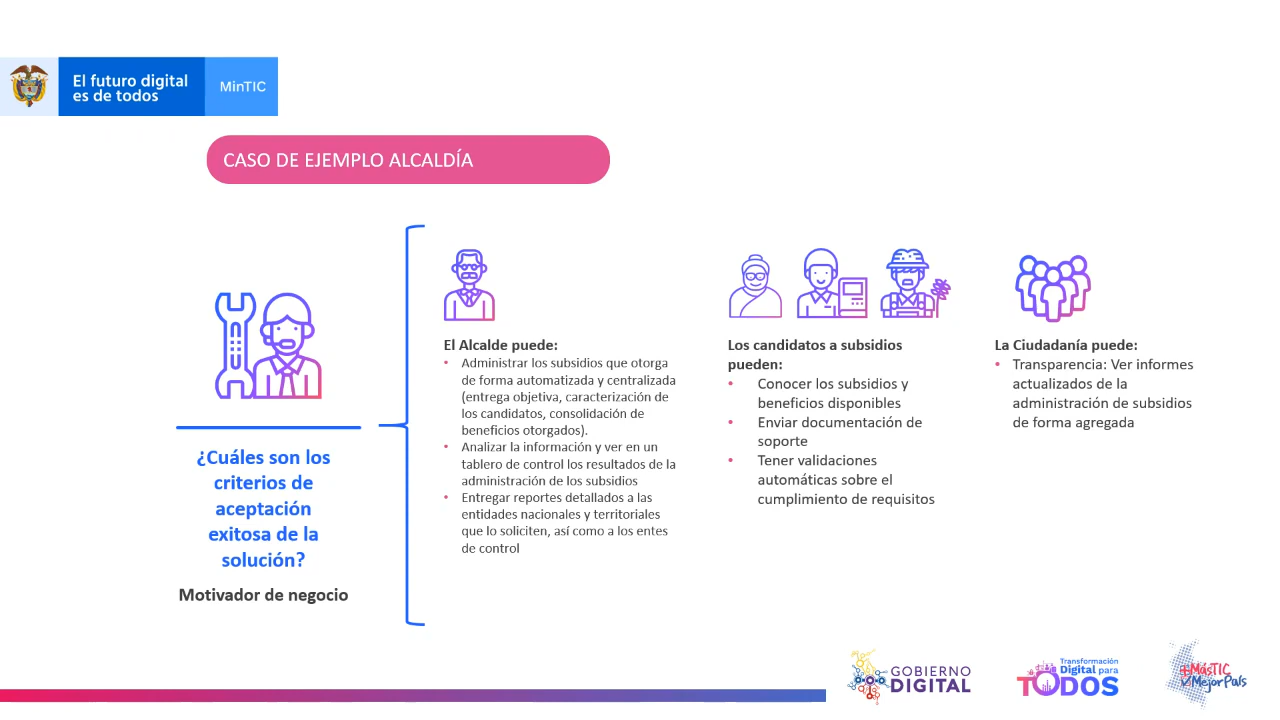 El futuro digital
es de todos
MinTIC
CASO DE EJEMPLO ALCALDÍA
¿Cuáles son los
criterios de
aceptación
exitosa de la
solución?
Motivador de negocio
El Alcalde puede:
• Administrar los subsidios que otorga
de forma automatizada y centralizada
(entrega objetiva, caracterización de
los candidatos, consolidación de
beneficios otorgados).
• Analizar la información y ver en un
tablero de control los resultados de la
administración de los subsidios
• Entregar reportes detallados a las
entidades nacionales y territoriales
que lo soliciten, así como a los entes
de control
Los candidatos a subsidios
pueden:
• Conocer los subsidios y
beneficios disponibles
• Enviar documentación de
soporte
• Tener validaciones
automáticas sobre el
cumplimiento de requisitos
La Ciudadanía puede:
• Transparencia: Ver informes
actualizados de la
administración de subsidios
de forma agregada
GOBIERNO
DIGITAL
Transformación
Digital para
TODOS
+MásTIC
✓MejorPaís